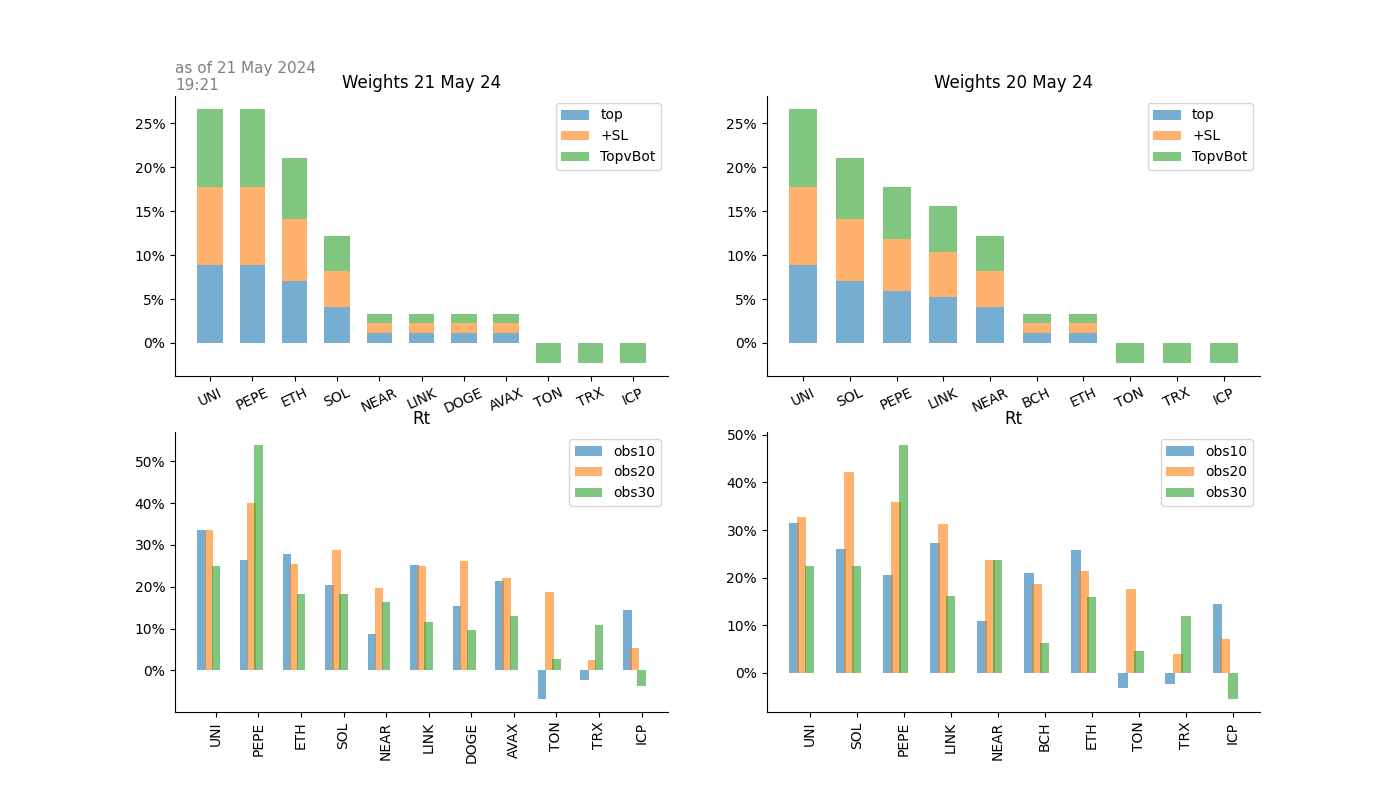 as of 21 May 2024
19:21
Weights 21 May 24
25%
20%
15%
10%
5%
0%
top
+SL
TopvBot
UNI PEPE ETH SOL NEAR LINK DOGE AVAX TON TRX ICP
Weights 20 May 24
25%
20%
15%
10%
5%
0%
top
+SL
TopvBot
UNI SOL PEPE LINK NEAR BCH ETH TON TRX ICP
Rt
50%
40%
30%
20%
10%
0%
obs10
obs20
obs30
UNI PEPE ETH SOL NEAR LINK DOGE AVAX TON TRX ICP
Rt
50%
40%
30%
20%
10%
0%
obs10
obs20
obs30
UNI SOL PEPE LINK NEAR BCH ETH TON TRX ICP